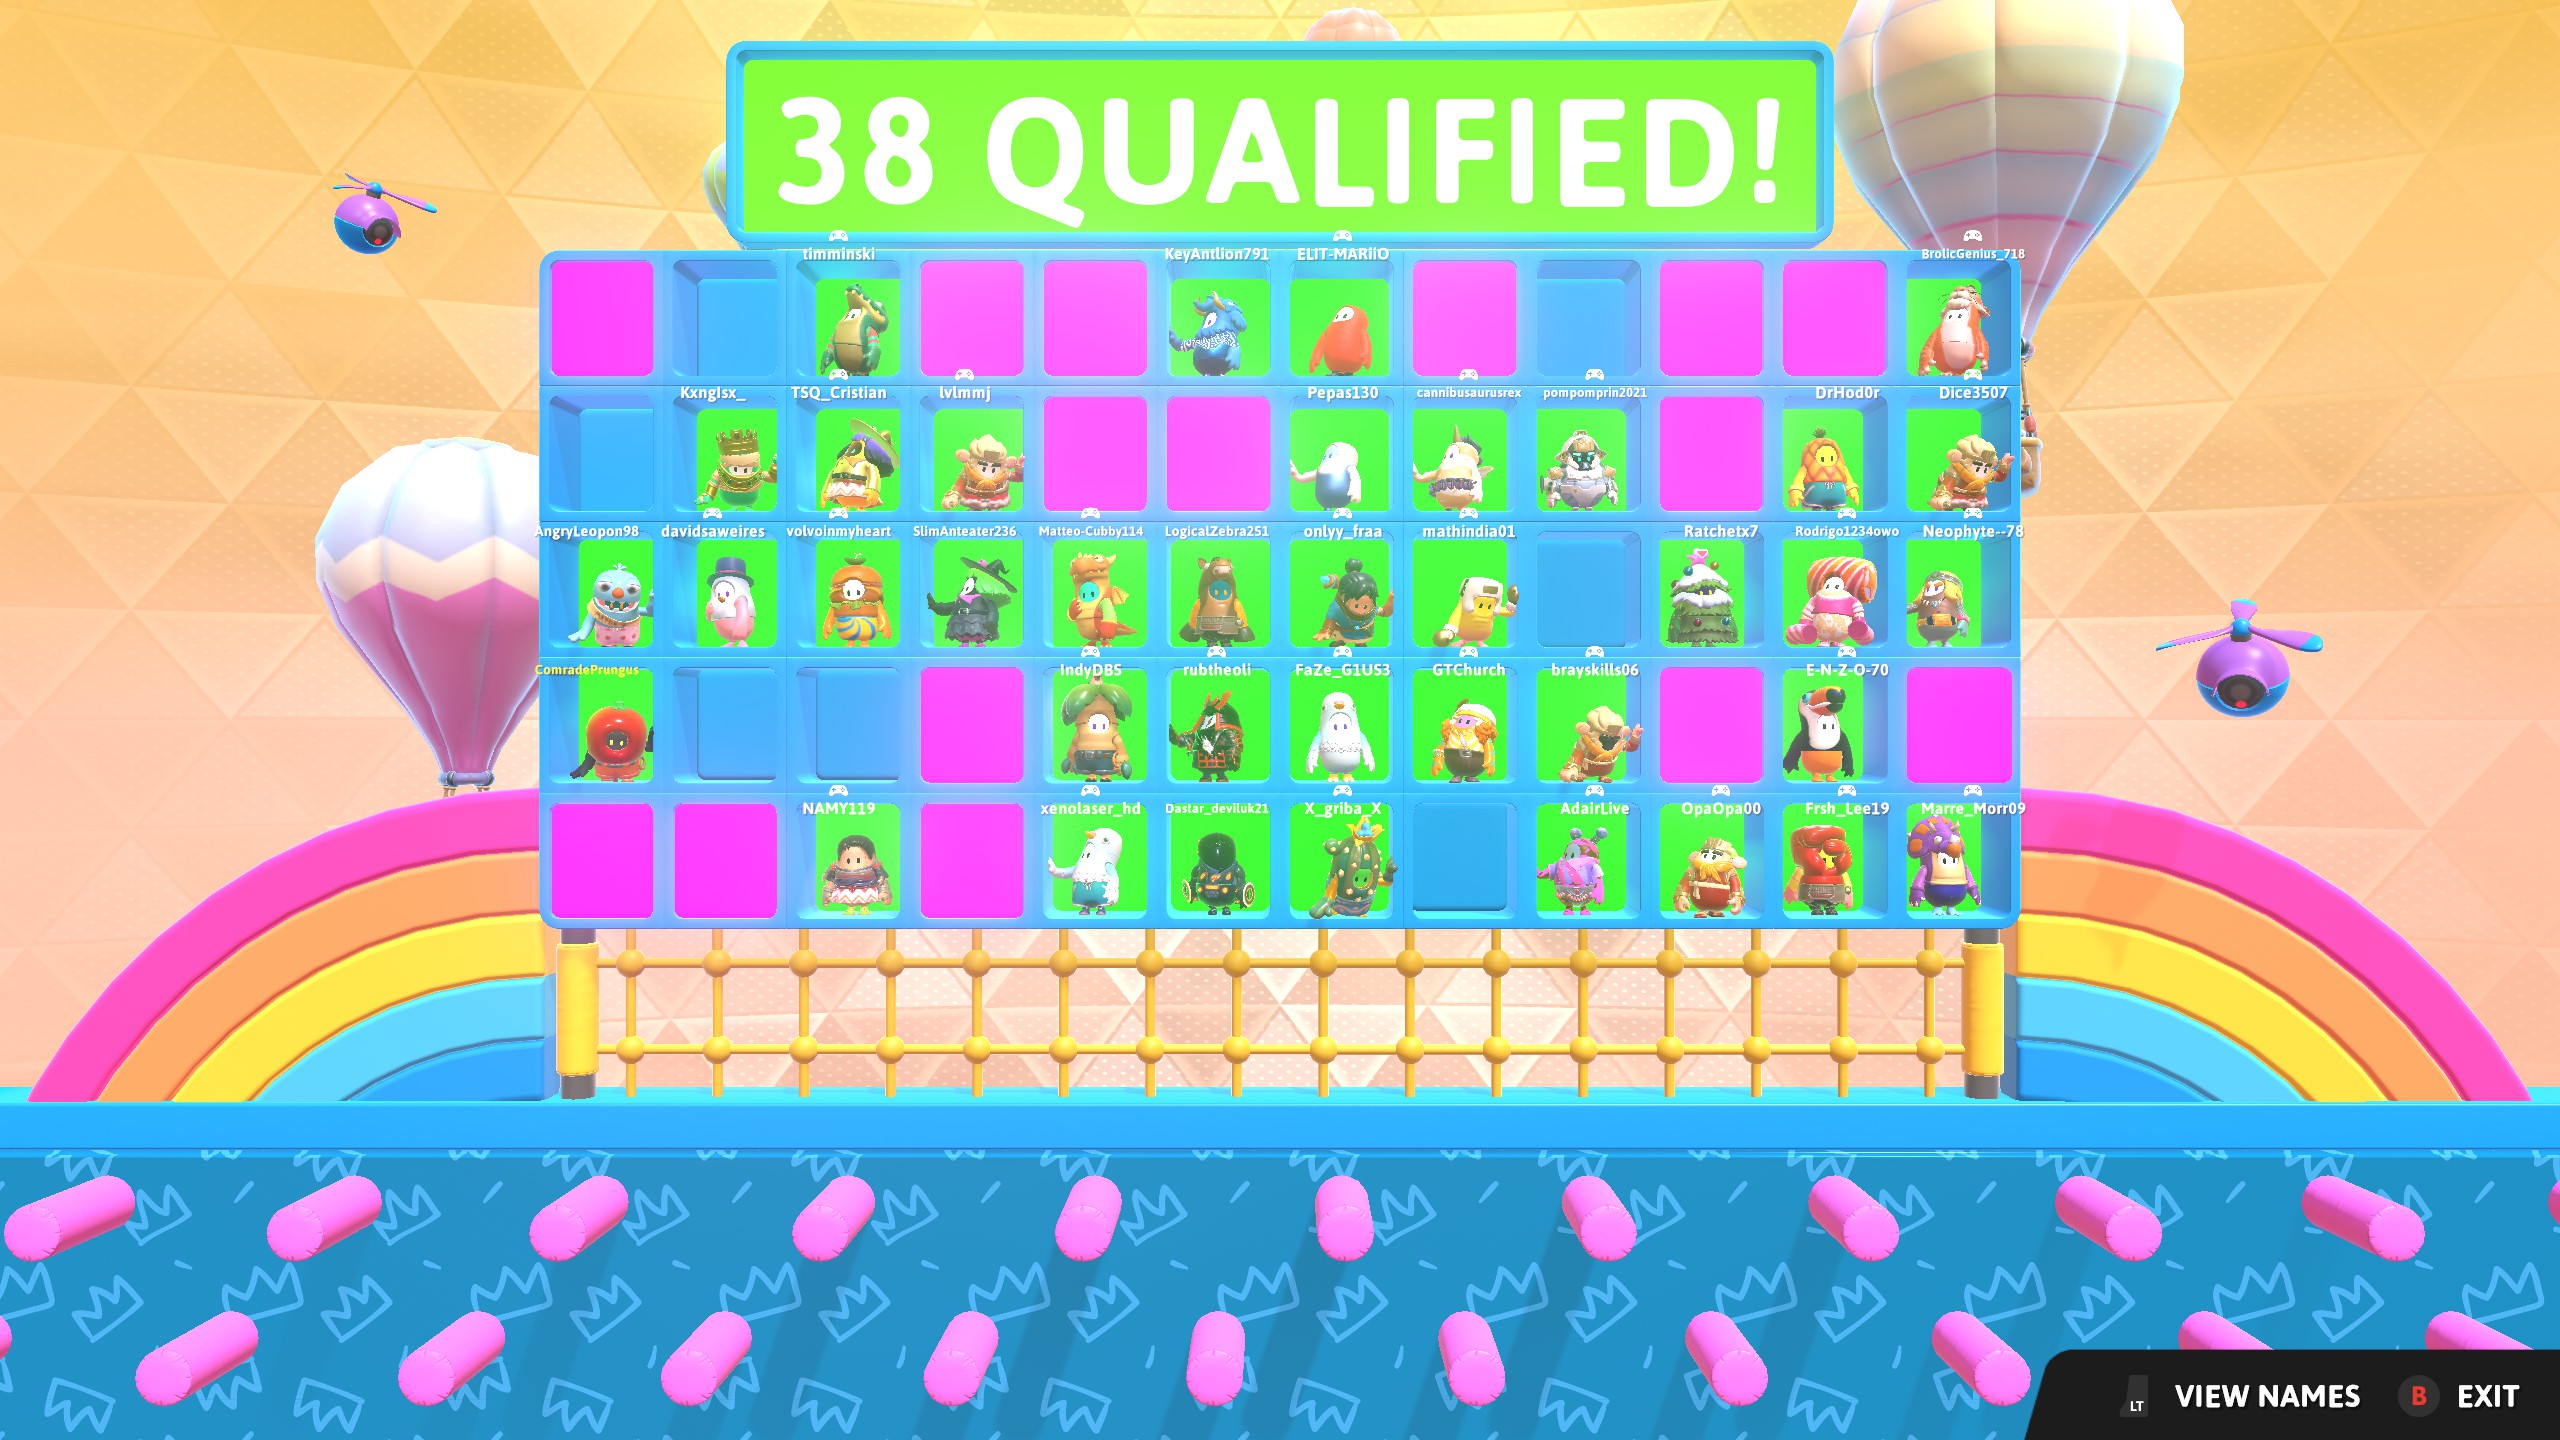 38 QUALIFIED!
timminski KeyAntlion791 ELIT-MARiiO BrolicGenius_718
KxngIsx_ TSQ_Cristian lvlmmj Pepas130 cannibusaurusrex pompomprin2021 DrHod0r Dice3507
AngryLeopon98 davidsaweires volvoinmyheart SlimAnteater236 Matteo-Cubby114 LogicalZebra251 onlyy_fraa mathindia01 Ratchetx7 Rodrigo1234owo Neophyte--78
ComradePrungus IndyDBS rubtheoli FaZe_G1US3 GTChurch brayskills06 E-N-Z-O-70
NAMY119 xenolaser_hd Dastar_deviluk21 X_griba_X AdairLive OpaOpa00 Frsh_Lee19 Marre_Morr09
LT VIEW NAMES B EXIT